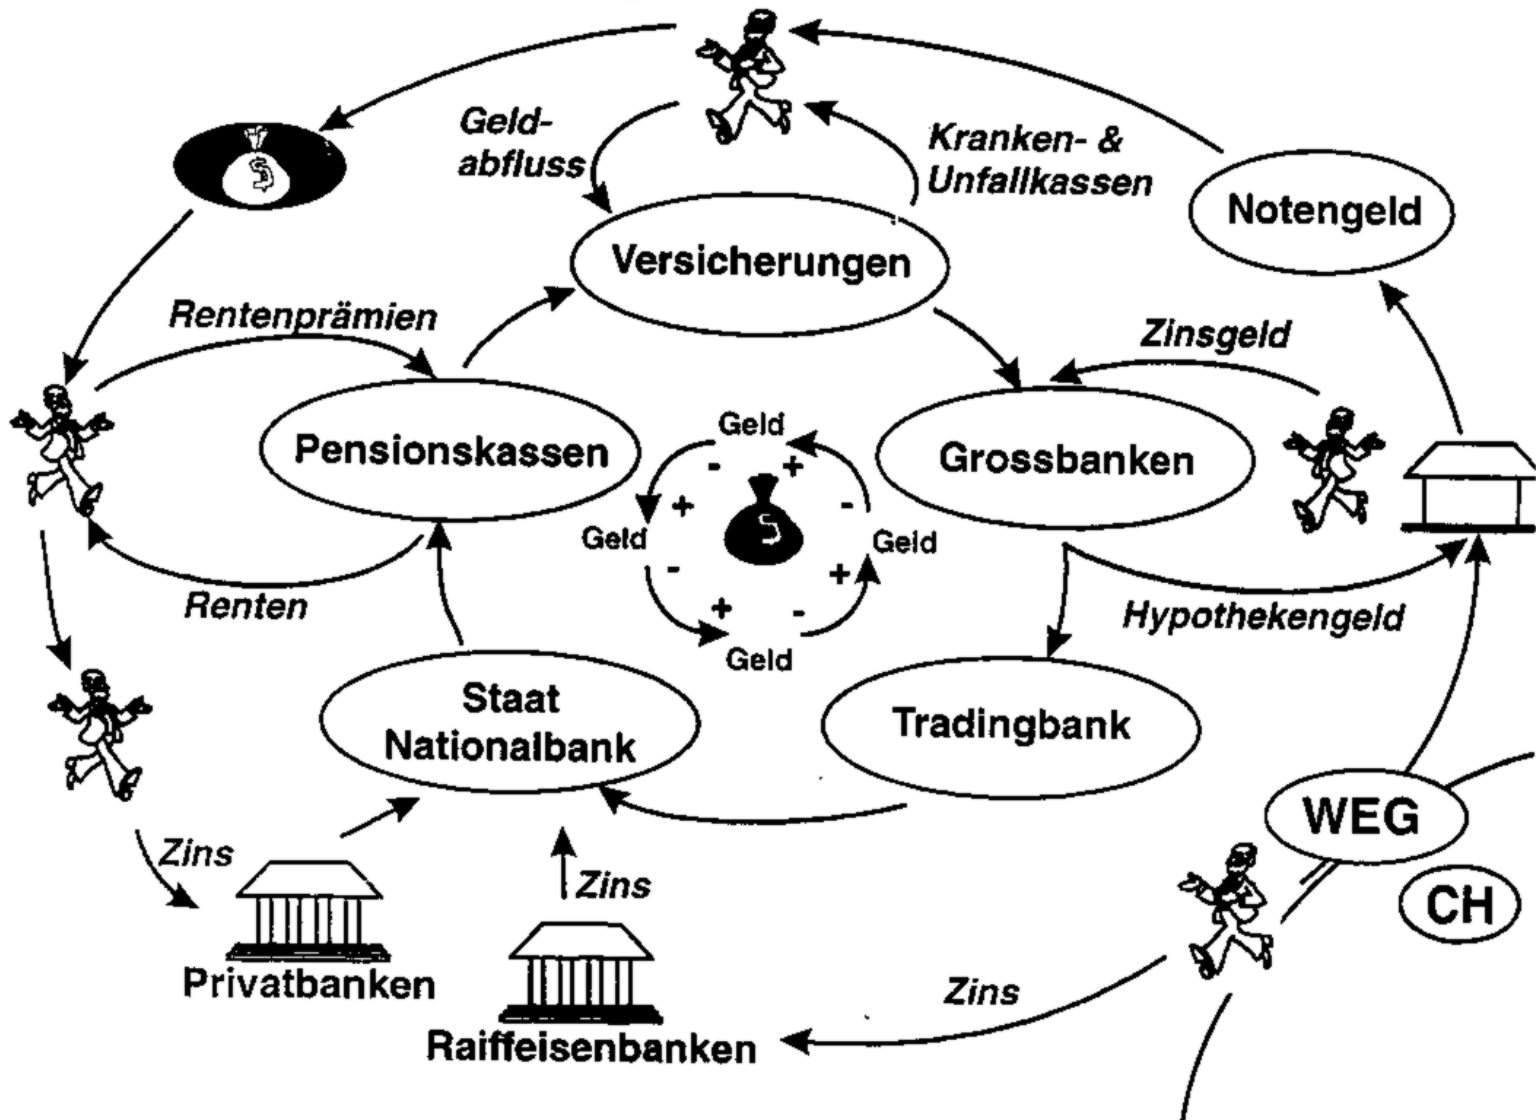 Geld-
abfluss
Kranken- &
Unfallkassen
Notengeld
Versicherungen
Rentenprämien
Zinsgeld
Pensionskassen
Geld
- +
Grossbanken
+ -
Geld
Geld
- +
+ -
Geld
Renten
Hypothekengeld
Staat
Nationalbank
Tradingbank
WEG
CH
Zins
Zins
Privatbanken
Zins
Raiffeisenbanken